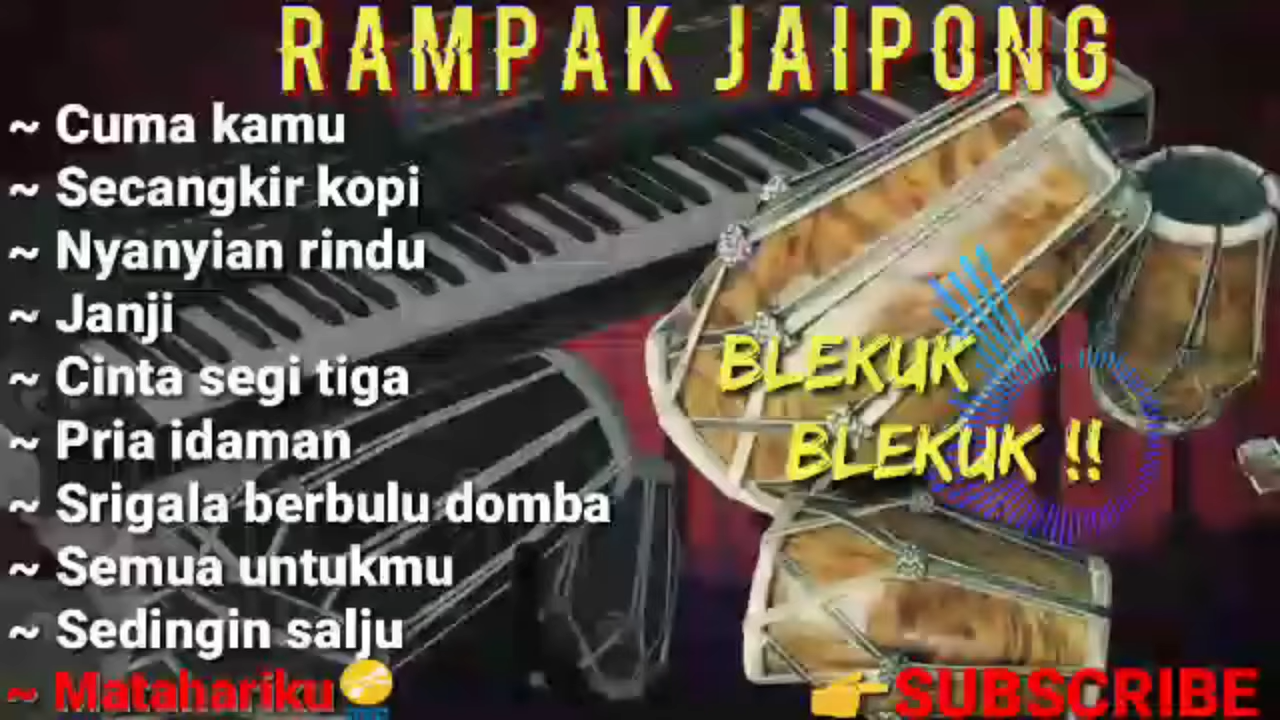 RAMPAK JAIPONG
~ Cuma kamu
~ Secangkir kopi
~ Nyanyian rindu
~ Janji
~ Cinta segi tiga
~ Pria idaman
~ Srigala berbulu domba
~ Semua untukmu
~ Sedingin salju
~ Matahariku
BLEKUK
BLEKUK !!
SUBSCRIBE